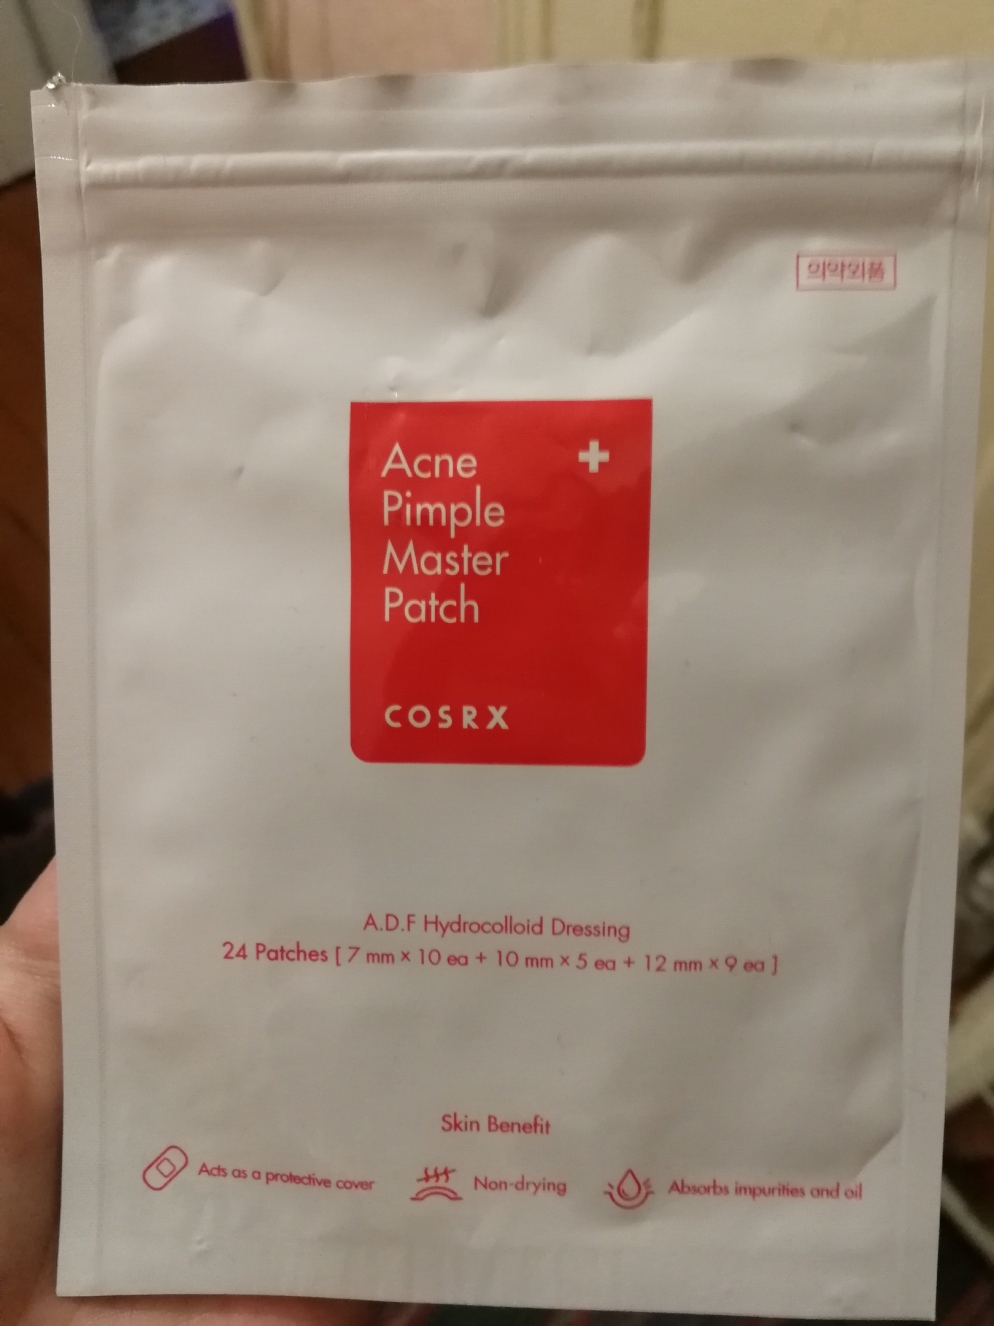 의약외품
Acne
Pimple
Master
Patch
COSRX
A.D.F Hydrocolloid Dressing
24 Patches [ 7 mm × 10 ea + 10 mm × 5 ea + 12 mm × 9 ea ]
Skin Benefit
Acts as a protective cover
Non-drying
Absorbs impurities and oil